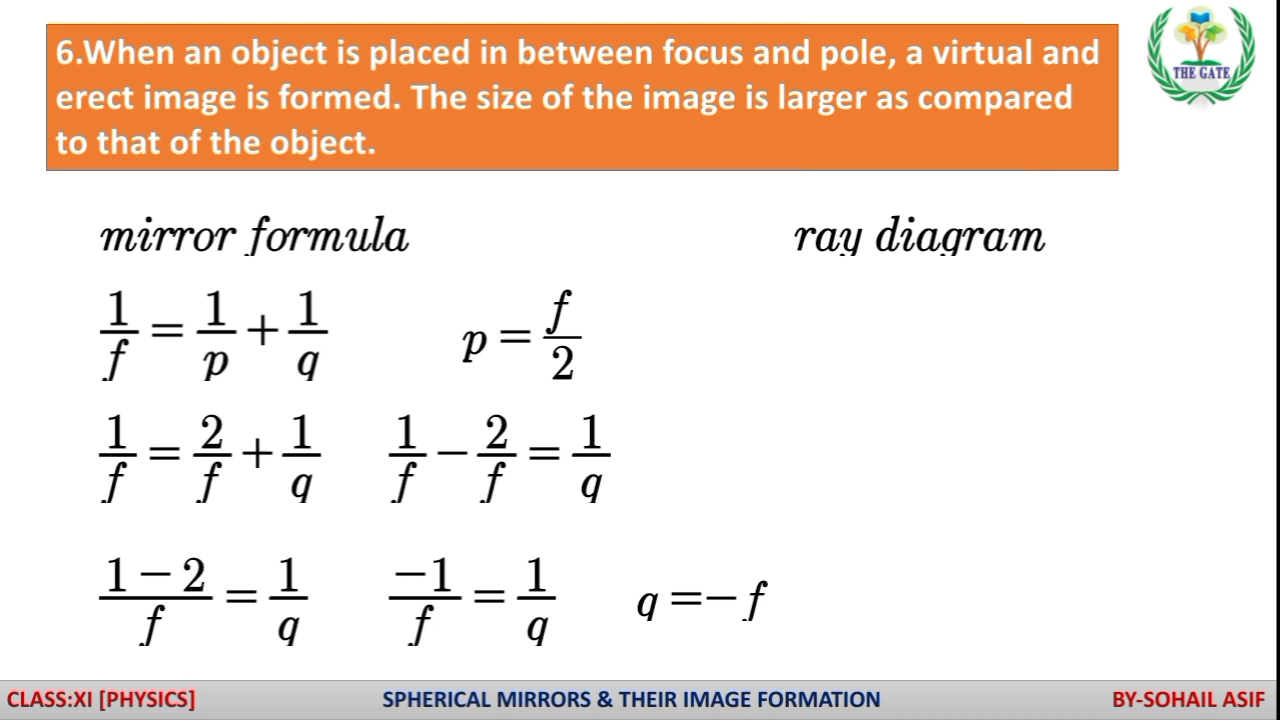 6.When an object is placed in between focus and pole, a virtual and
erect image is formed. The size of the image is larger as compared
to that of the object.
THE GATE
mirror formula
ray diagram
1/f = 1/p + 1/q
p = f/2
1/f = 2/f + 1/q
1/f − 2/f = 1/q
(1 − 2)/f = 1/q
−1/f = 1/q
q =− f
CLASS:XI [PHYSICS]
SPHERICAL MIRRORS & THEIR IMAGE FORMATION
BY-SOHAIL ASIF